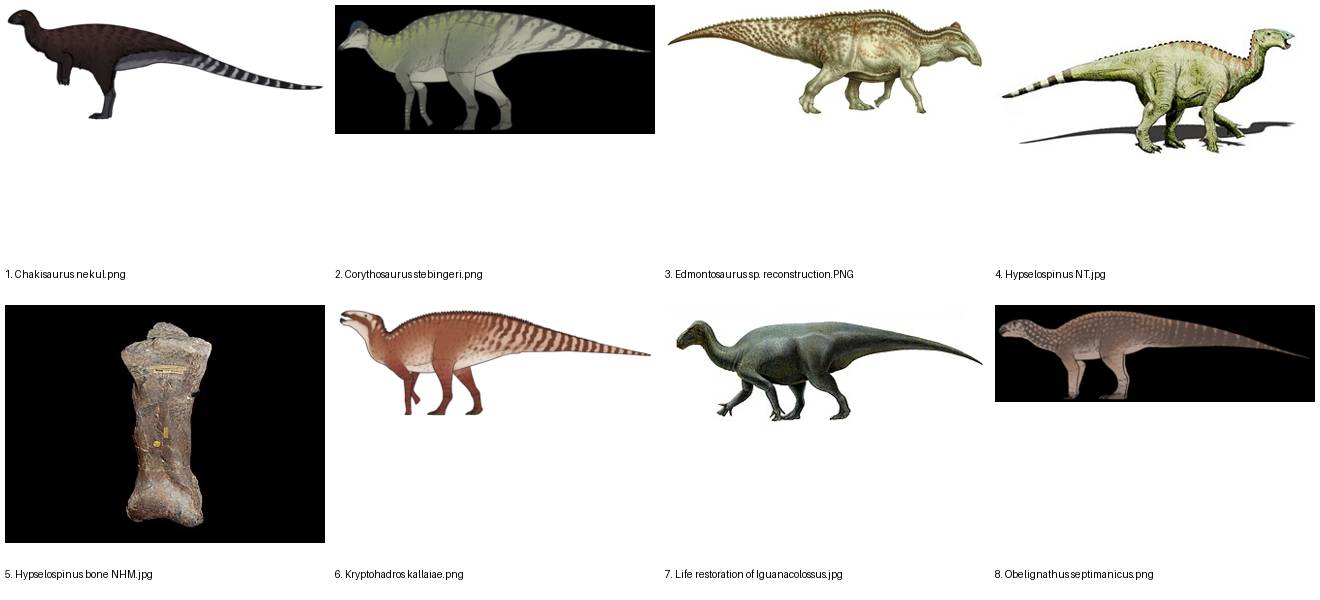 1. Chakisaurus nekul.png
2. Corythosaurus stebingeri.png
3. Edmontosaurus sp. reconstruction.PNG
4. Hypselospinus NT.jpg
5. Hypselospinus bone NHM.jpg
6. Kryptohadros kallaiae.png
7. Life restoration of Iguanacolossus.jpg
8. Obelignathus septimanicus.png